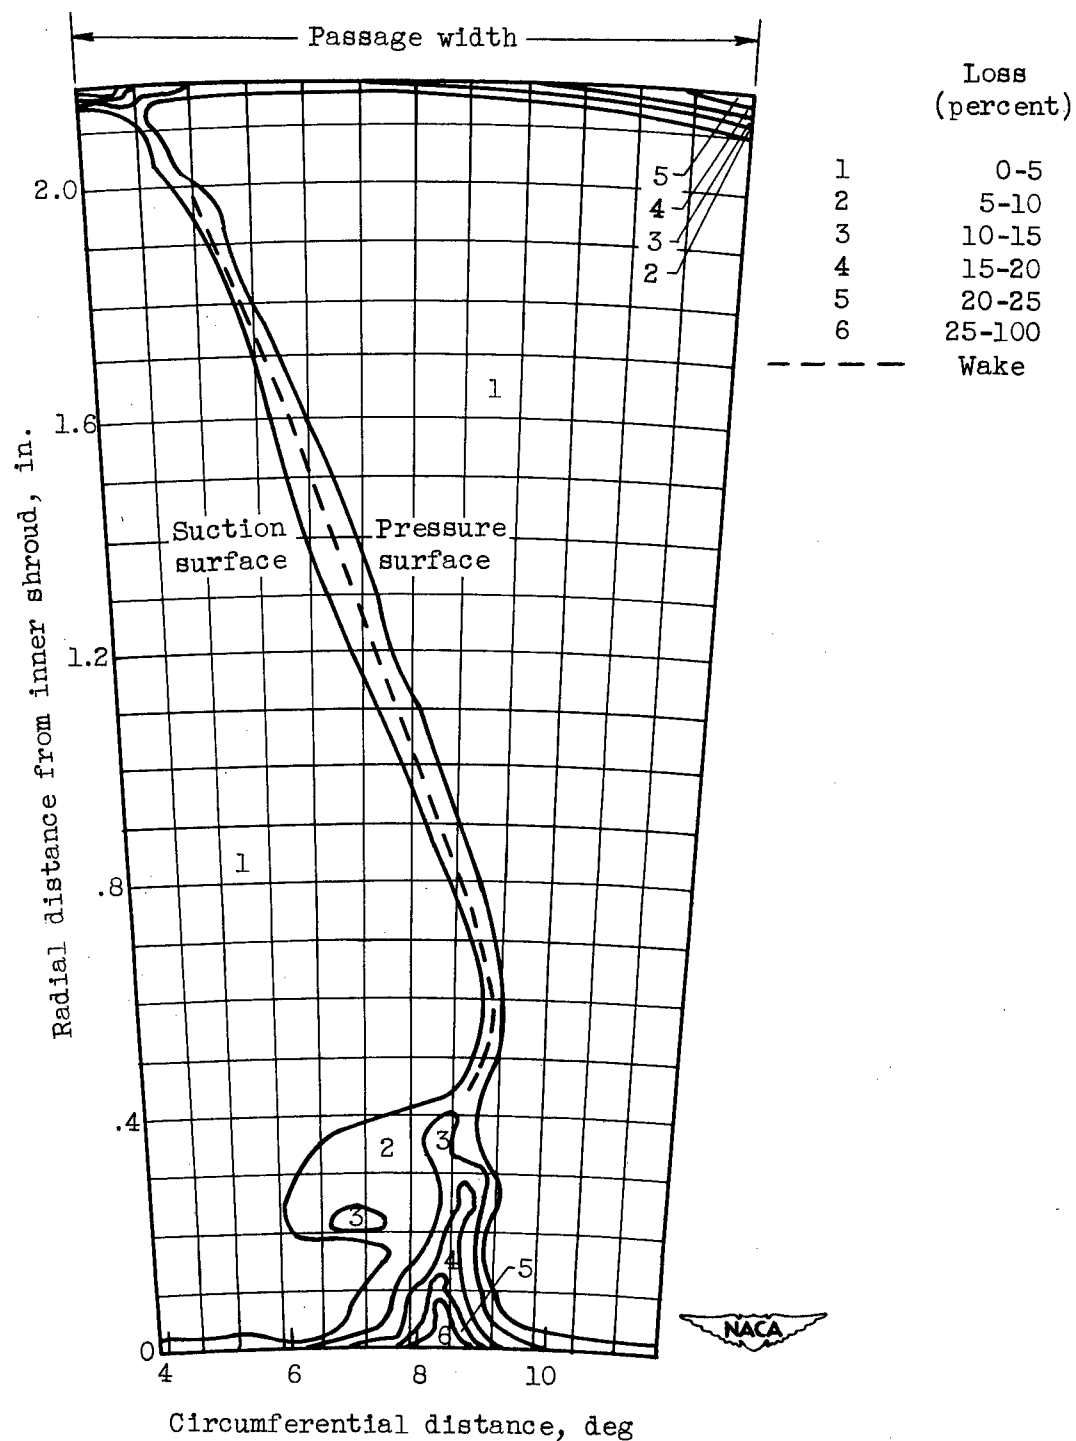 Passage width
Loss
(percent)
1 0-5
2 5-10
3 10-15
4 15-20
5 20-25
6 25-100
Wake
5
4
3
2
2.0
1.6
1.2
.8
.4
0
Radial distance from inner shroud, in.
1
Suction
surface
Pressure
surface
1
2
3
3
4
5
6
NACA
4 6 8 10
Circumferential distance, deg